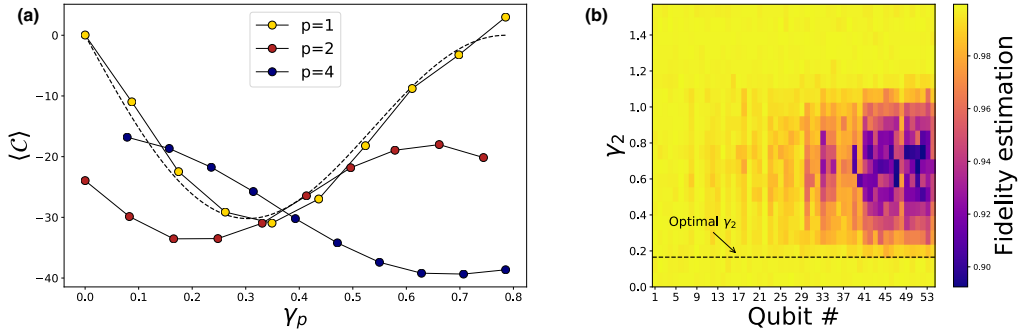 (a)
0
−10
−20
−30
−40
⟨C⟩
0.0 0.1 0.2 0.3 0.4 0.5 0.6 0.7 0.8
γp
p=1
p=2
p=4
(b)
1.4
1.2
1.0
0.8
0.6
0.4
0.2
0.0
γ2
Optimal γ2
1 5 9 13 17 21 25 29 33 37 41 45 49 53
Qubit #
0.98
0.96
0.94
0.92
0.90
Fidelity estimation